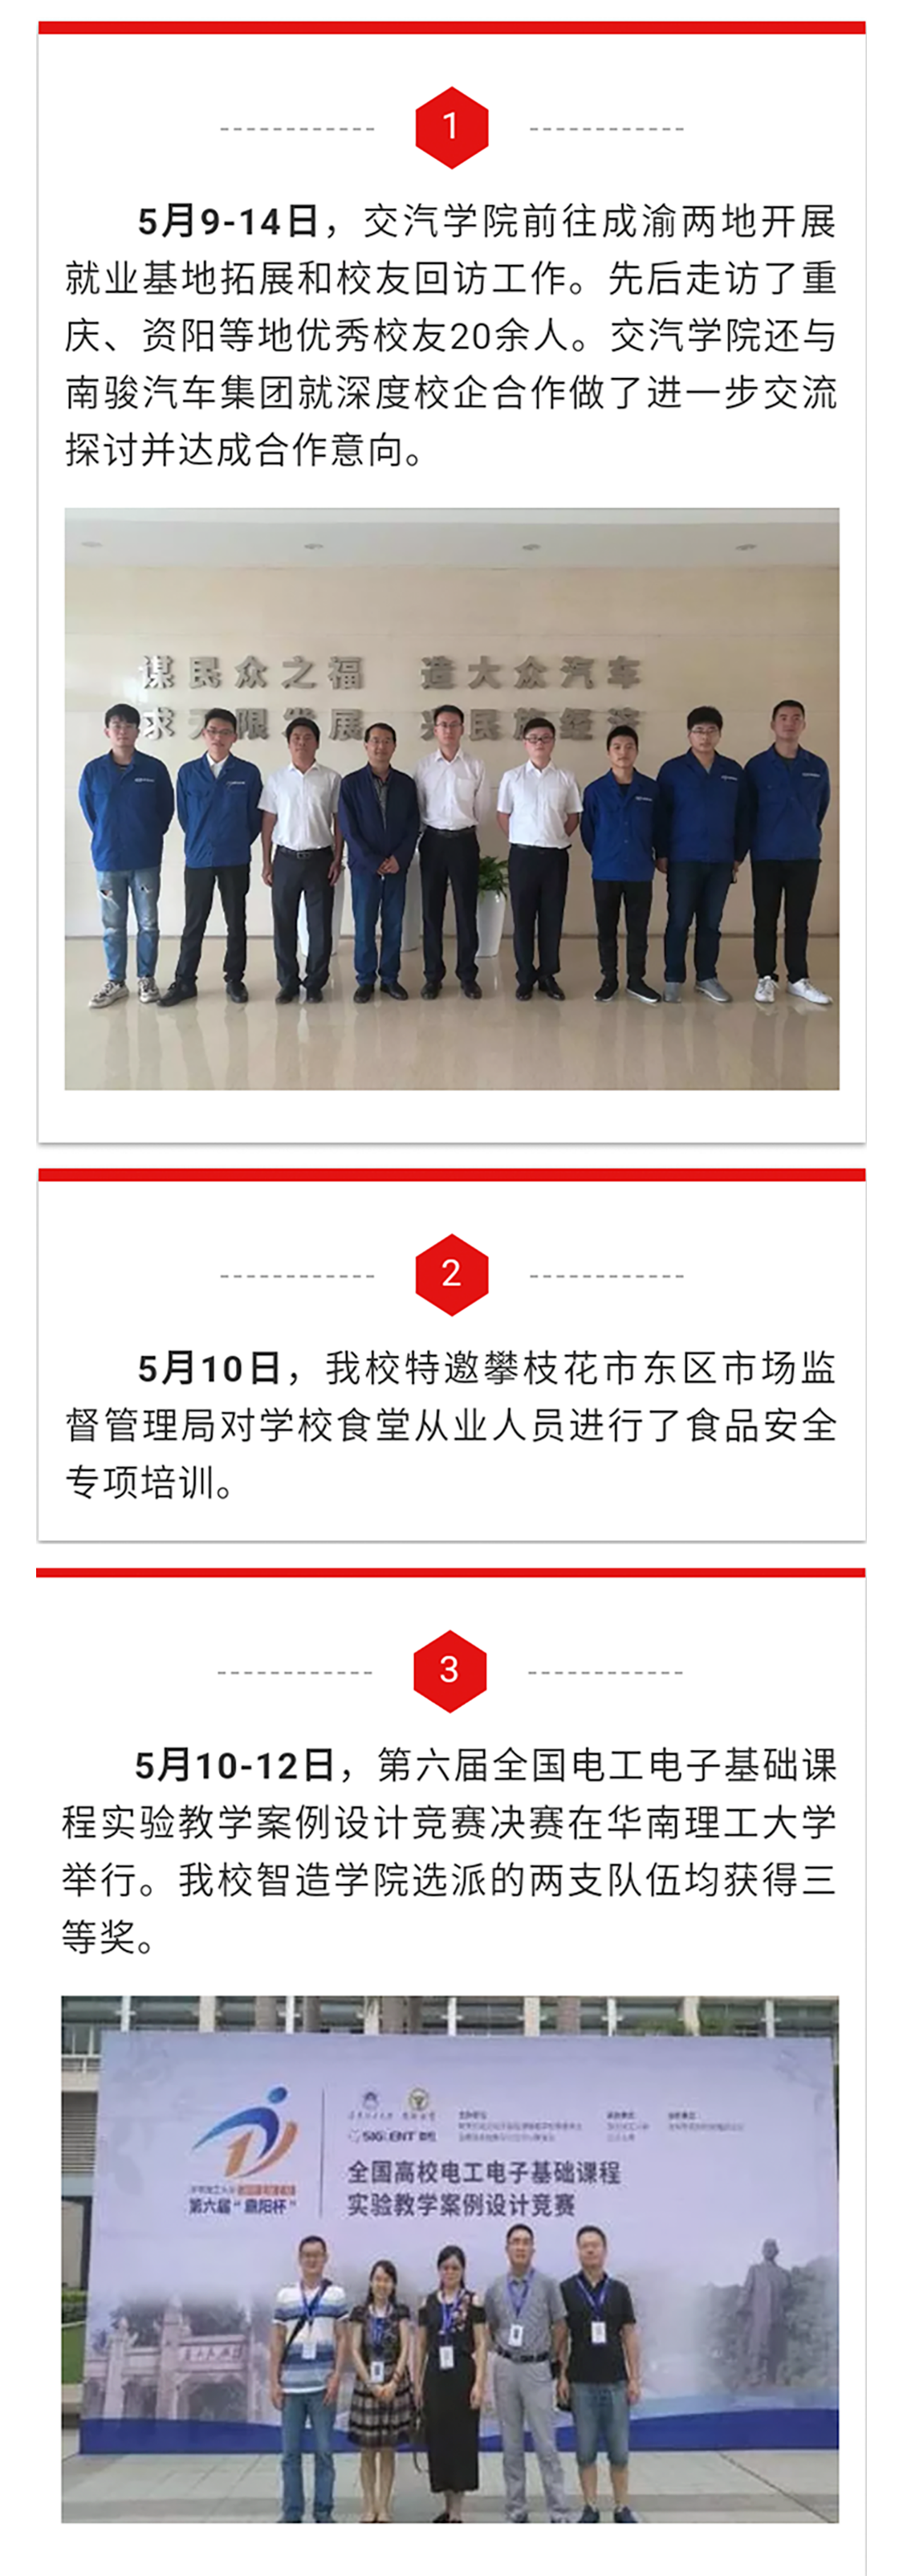 1
5月9-14日，交汽学院前往成渝两地开展
就业基地拓展和校友回访工作。先后走访了重
庆、资阳等地优秀校友20余人。交汽学院还与
南骏汽车集团就深度校企合作做了进一步交流
探讨并达成合作意向。
谋民众之福 造大众汽车
求无限发展 兴民族经济
2
5月10日，我校特邀攀枝花市东区市场监
督管理局对学校食堂从业人员进行了食品安全
专项培训。
3
5月10-12日，第六届全国电工电子基础课
程实验教学案例设计竞赛决赛在华南理工大学
举行。我校智造学院选派的两支队伍均获得三
等奖。
SIGLENT
全国高校电工电子基础课程
实验教学案例设计竞赛
第六届“鼎阳杯”